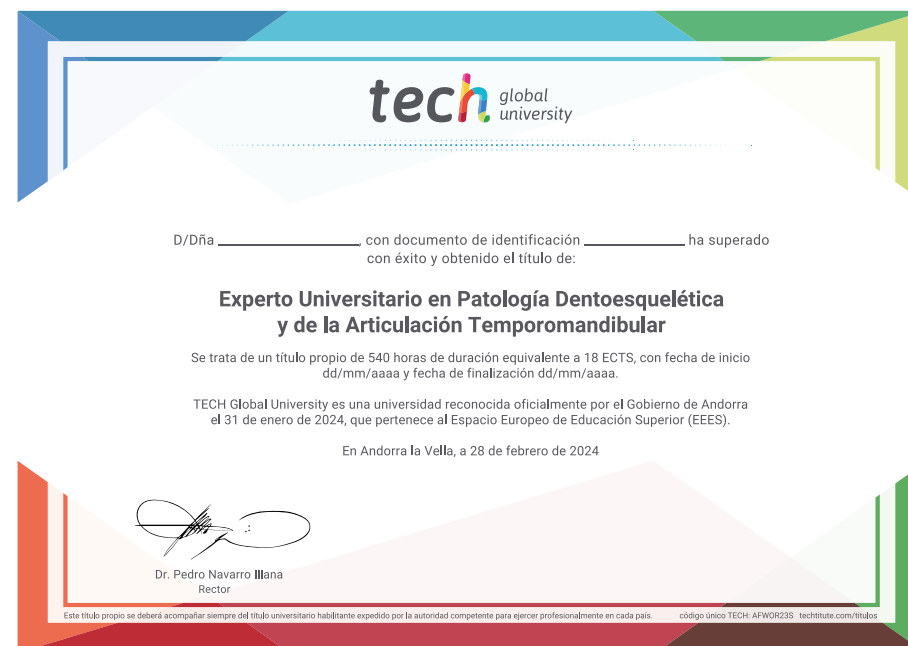 tech global university
D/Dña ____________________, con documento de identificación ______________ ha superado
con éxito y obtenido el título de:
Experto Universitario en Patología Dentoesquelética
y de la Articulación Temporomandibular
Se trata de un título propio de 540 horas de duración equivalente a 18 ECTS, con fecha de inicio
dd/mm/aaaa y fecha de finalización dd/mm/aaaa.
TECH Global University es una universidad reconocida oficialmente por el Gobierno de Andorra
el 31 de enero de 2024, que pertenece al Espacio Europeo de Educación Superior (EEES).
En Andorra la Vella, a 28 de febrero de 2024
Dr. Pedro Navarro Illana
Rector
Este título propio se deberá acompañar siempre del título universitario habilitante expedido por la autoridad competente para ejercer profesionalmente en cada país. código único TECH: AFWOR23S techtitute.com/titulos